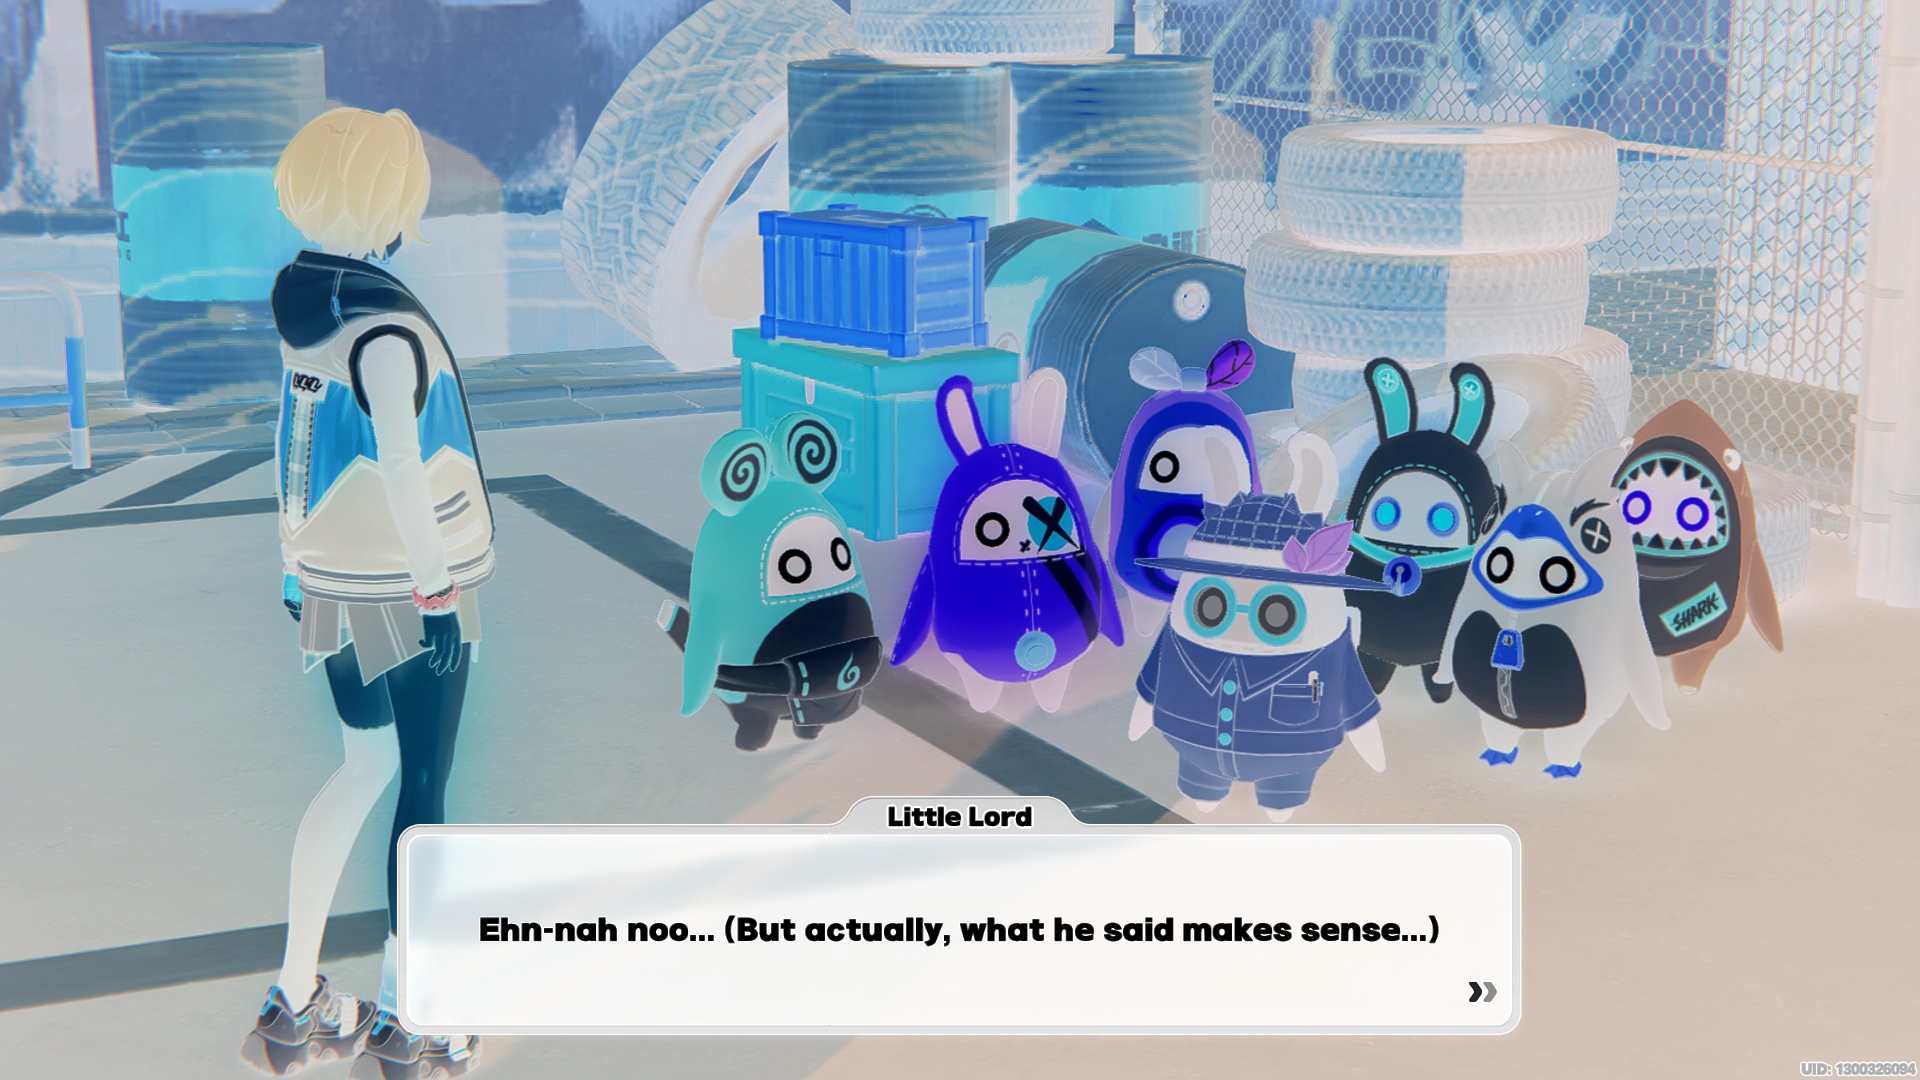 SHARK
Little Lord
Ehn-nah noo... (But actually, what he said makes sense...)
UID: 1300326094